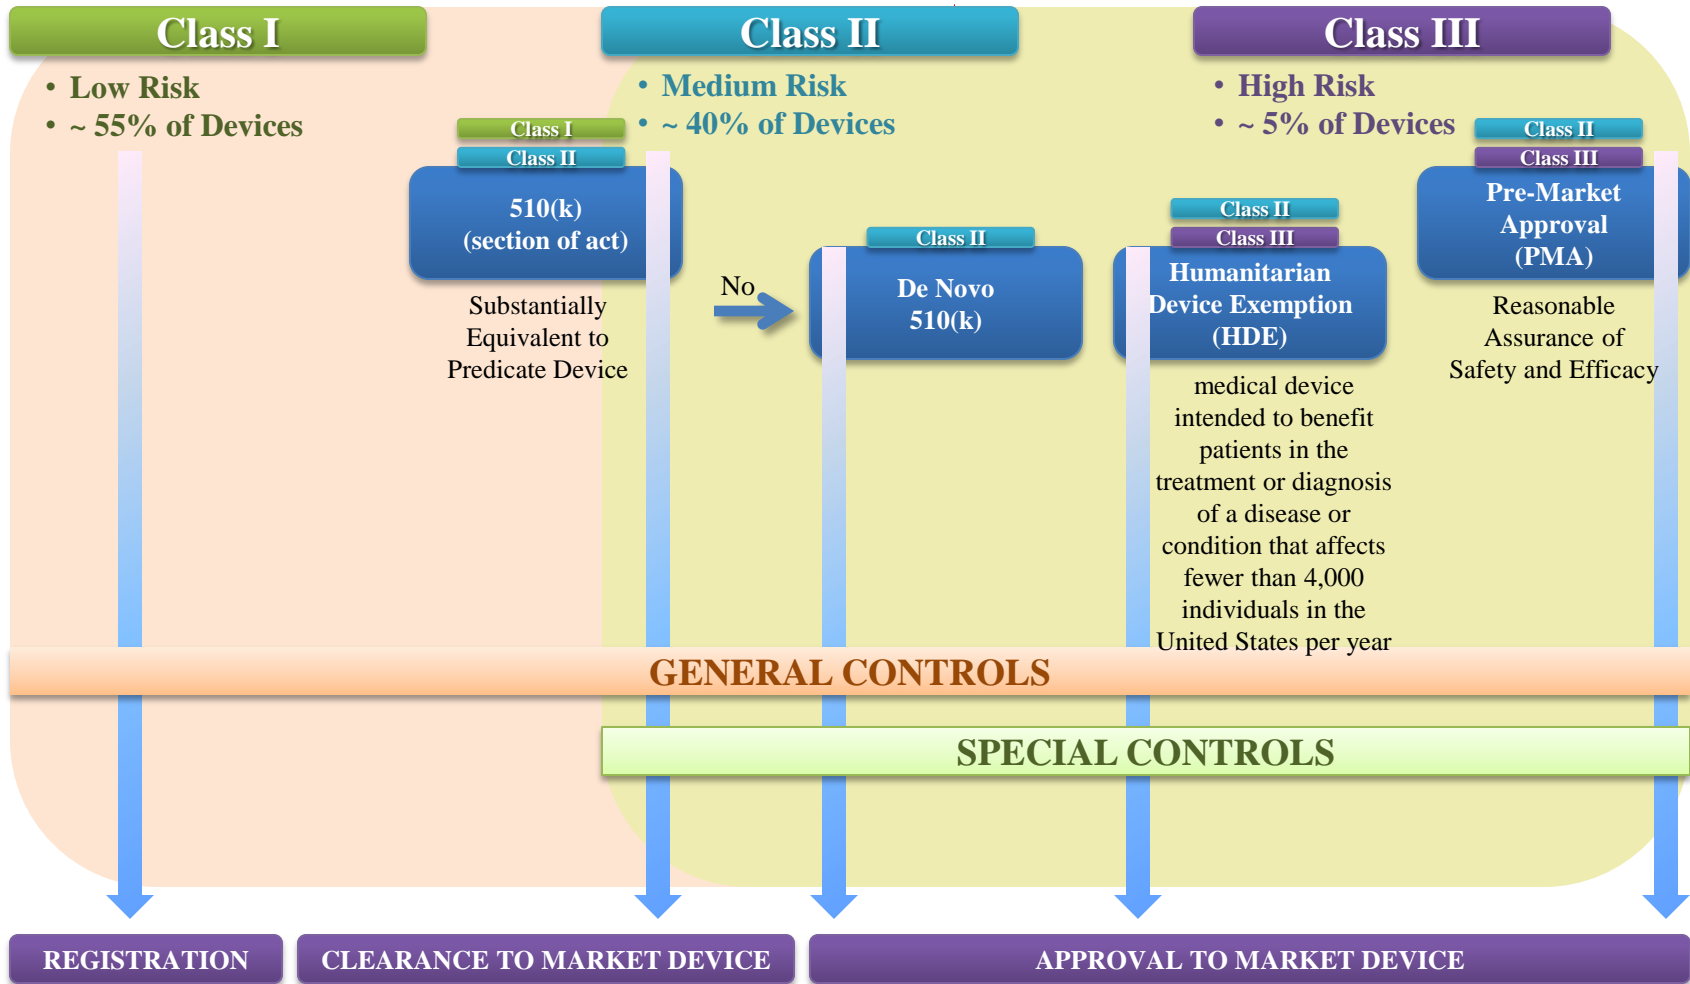 Class I
• Low Risk
• ~ 55% of Devices
Class II
• Medium Risk
• ~ 40% of Devices
Class III
• High Risk
• ~ 5% of Devices
Class I
Class II
510(k)
(section of act)
Substantially
Equivalent to
Predicate Device
No
Class II
De Novo
510(k)
Class II
Class III
Humanitarian
Device Exemption
(HDE)
medical device
intended to benefit
patients in the
treatment or diagnosis
of a disease or
condition that affects
fewer than 4,000
individuals in the
United States per year
Class II
Class III
Pre-Market
Approval
(PMA)
Reasonable
Assurance of
Safety and Efficacy
GENERAL CONTROLS
SPECIAL CONTROLS
REGISTRATION
CLEARANCE TO MARKET DEVICE
APPROVAL TO MARKET DEVICE